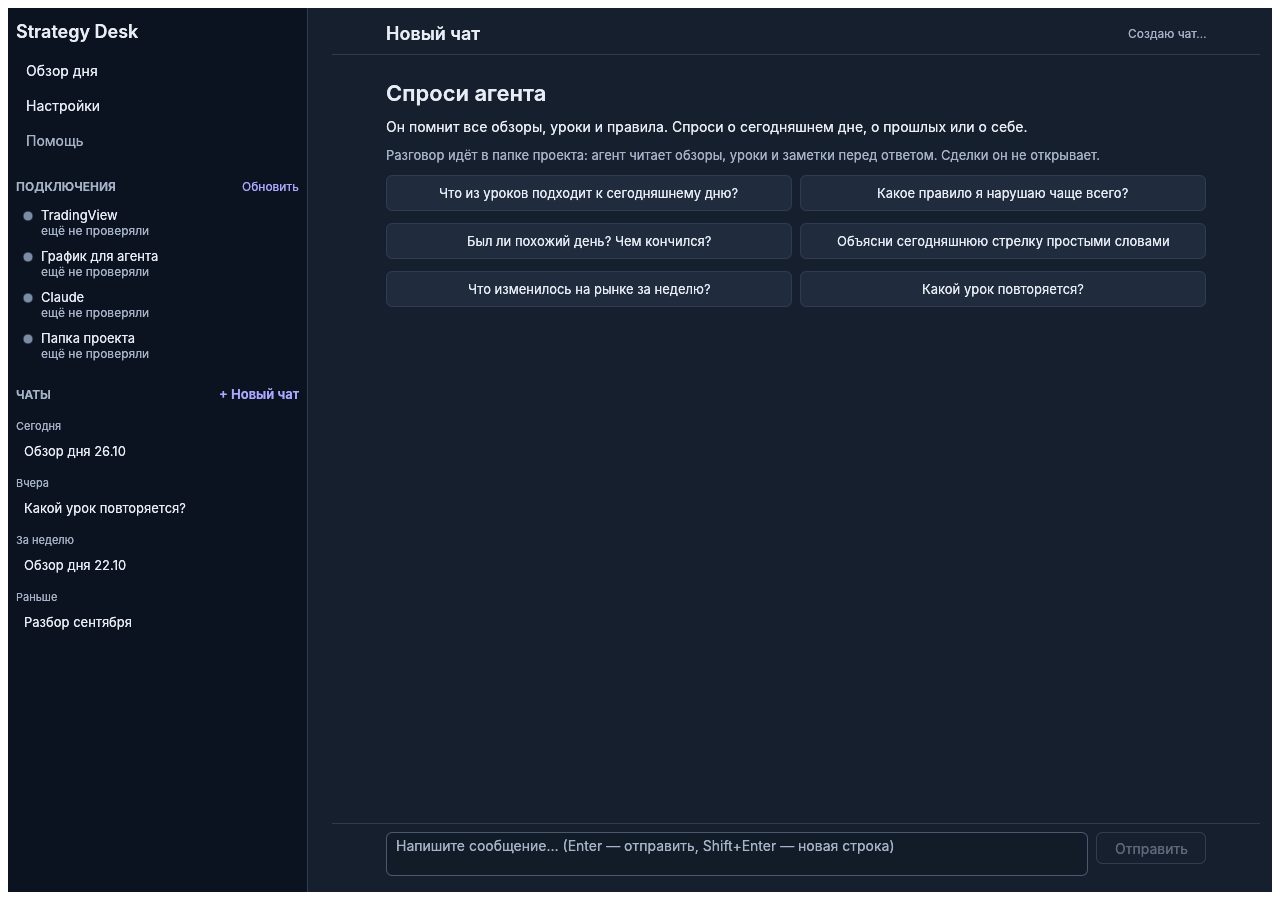 Strategy Desk
Обзор дня
Настройки
Помощь
ПОДКЛЮЧЕНИЯ
Обновить
TradingView
ещё не проверяли
График для агента
ещё не проверяли
Claude
ещё не проверяли
Папка проекта
ещё не проверяли
ЧАТЫ
+ Новый чат
Сегодня
Обзор дня 26.10
Вчера
Какой урок повторяется?
За неделю
Обзор дня 22.10
Раньше
Разбор сентября
Новый чат
Создаю чат...
Спроси агента
Он помнит все обзоры, уроки и правила. Спроси о сегодняшнем дне, о прошлых или о себе.
Разговор идёт в папке проекта: агент читает обзоры, уроки и заметки перед ответом. Сделки он не открывает.
Что из уроков подходит к сегодняшнему дню?
Какое правило я нарушаю чаще всего?
Был ли похожий день? Чем кончился?
Объясни сегодняшнюю стрелку простыми словами
Что изменилось на рынке за неделю?
Какой урок повторяется?
Напишите сообщение... (Enter — отправить, Shift+Enter — новая строка)
Отправить